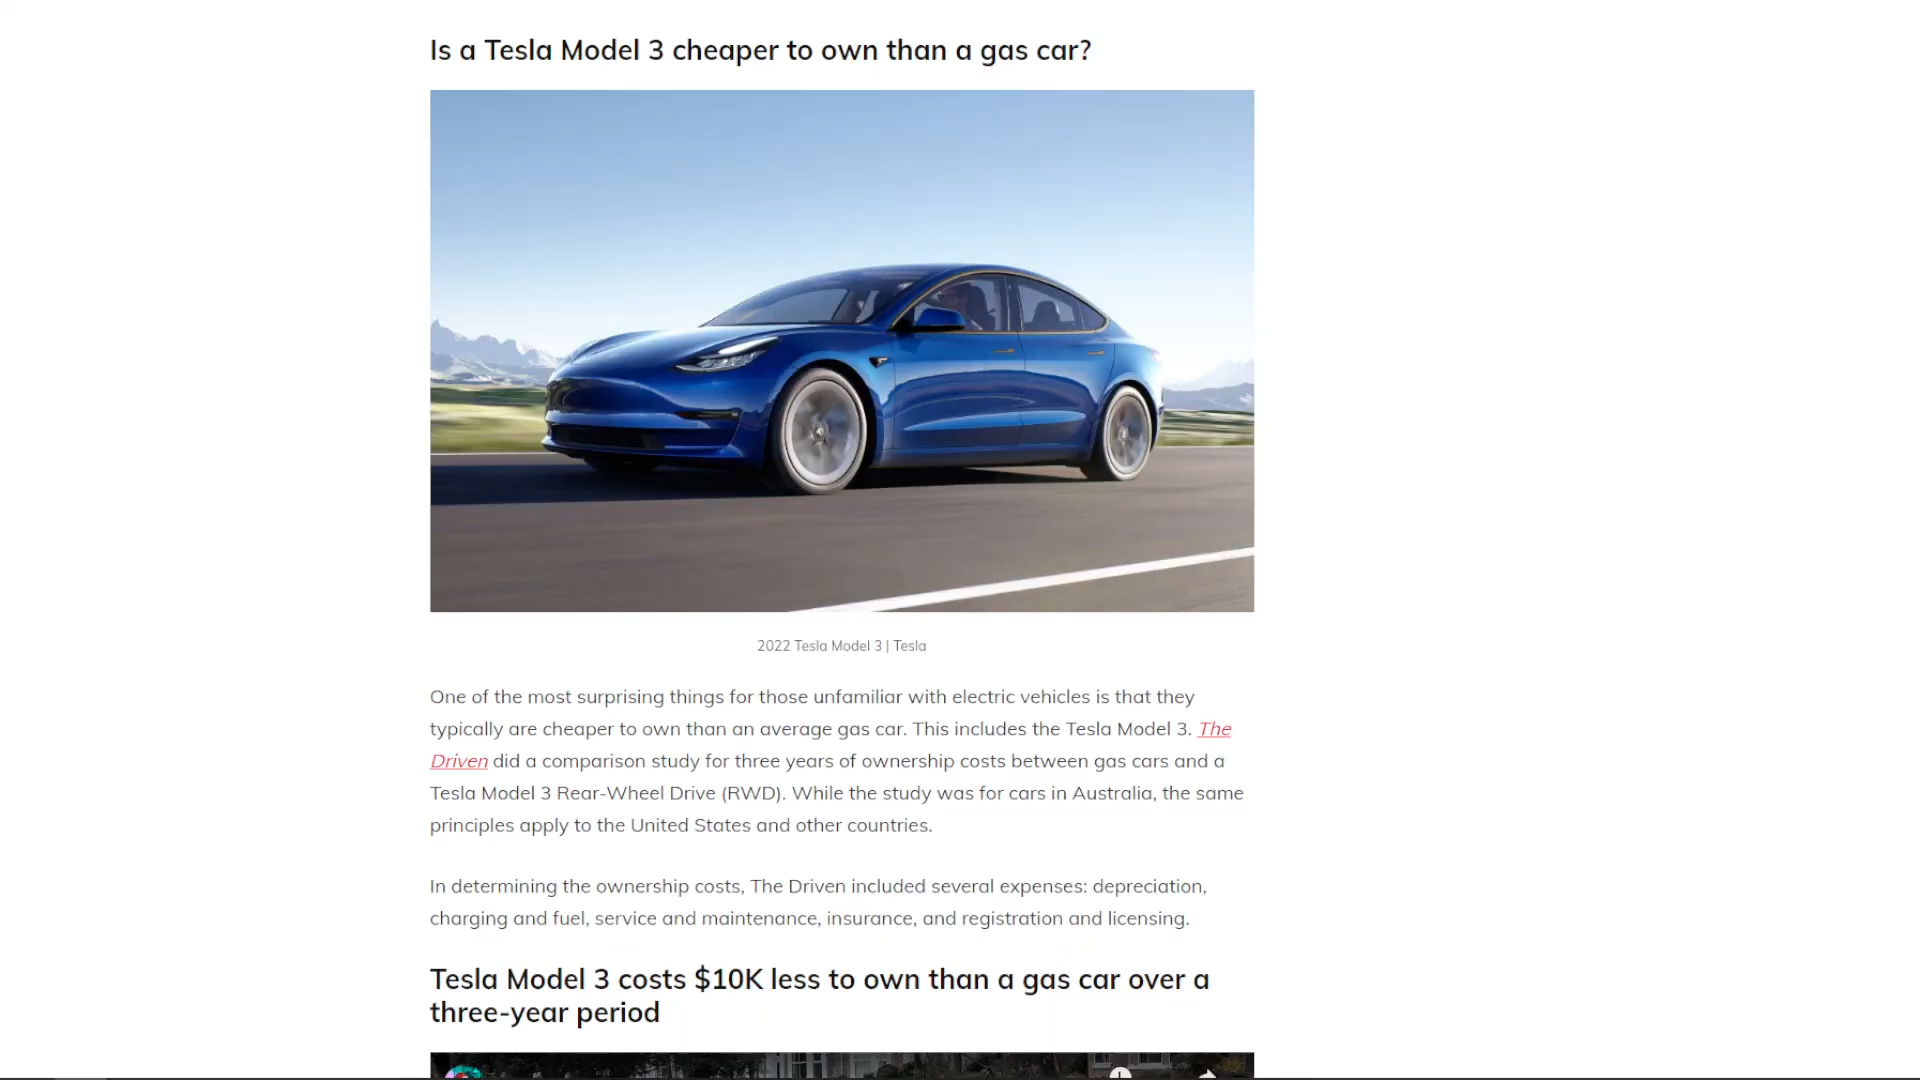 Is a Tesla Model 3 cheaper to own than a gas car?
2022 Tesla Model 3 | Tesla
One of the most surprising things for those unfamiliar with electric vehicles is that they
typically are cheaper to own than an average gas car. This includes the Tesla Model 3. The
Driven did a comparison study for three years of ownership costs between gas cars and a
Tesla Model 3 Rear-Wheel Drive (RWD). While the study was for cars in Australia, the same
principles apply to the United States and other countries.
In determining the ownership costs, The Driven included several expenses: depreciation,
charging and fuel, service and maintenance, insurance, and registration and licensing.
Tesla Model 3 costs $10K less to own than a gas car over a
three-year period